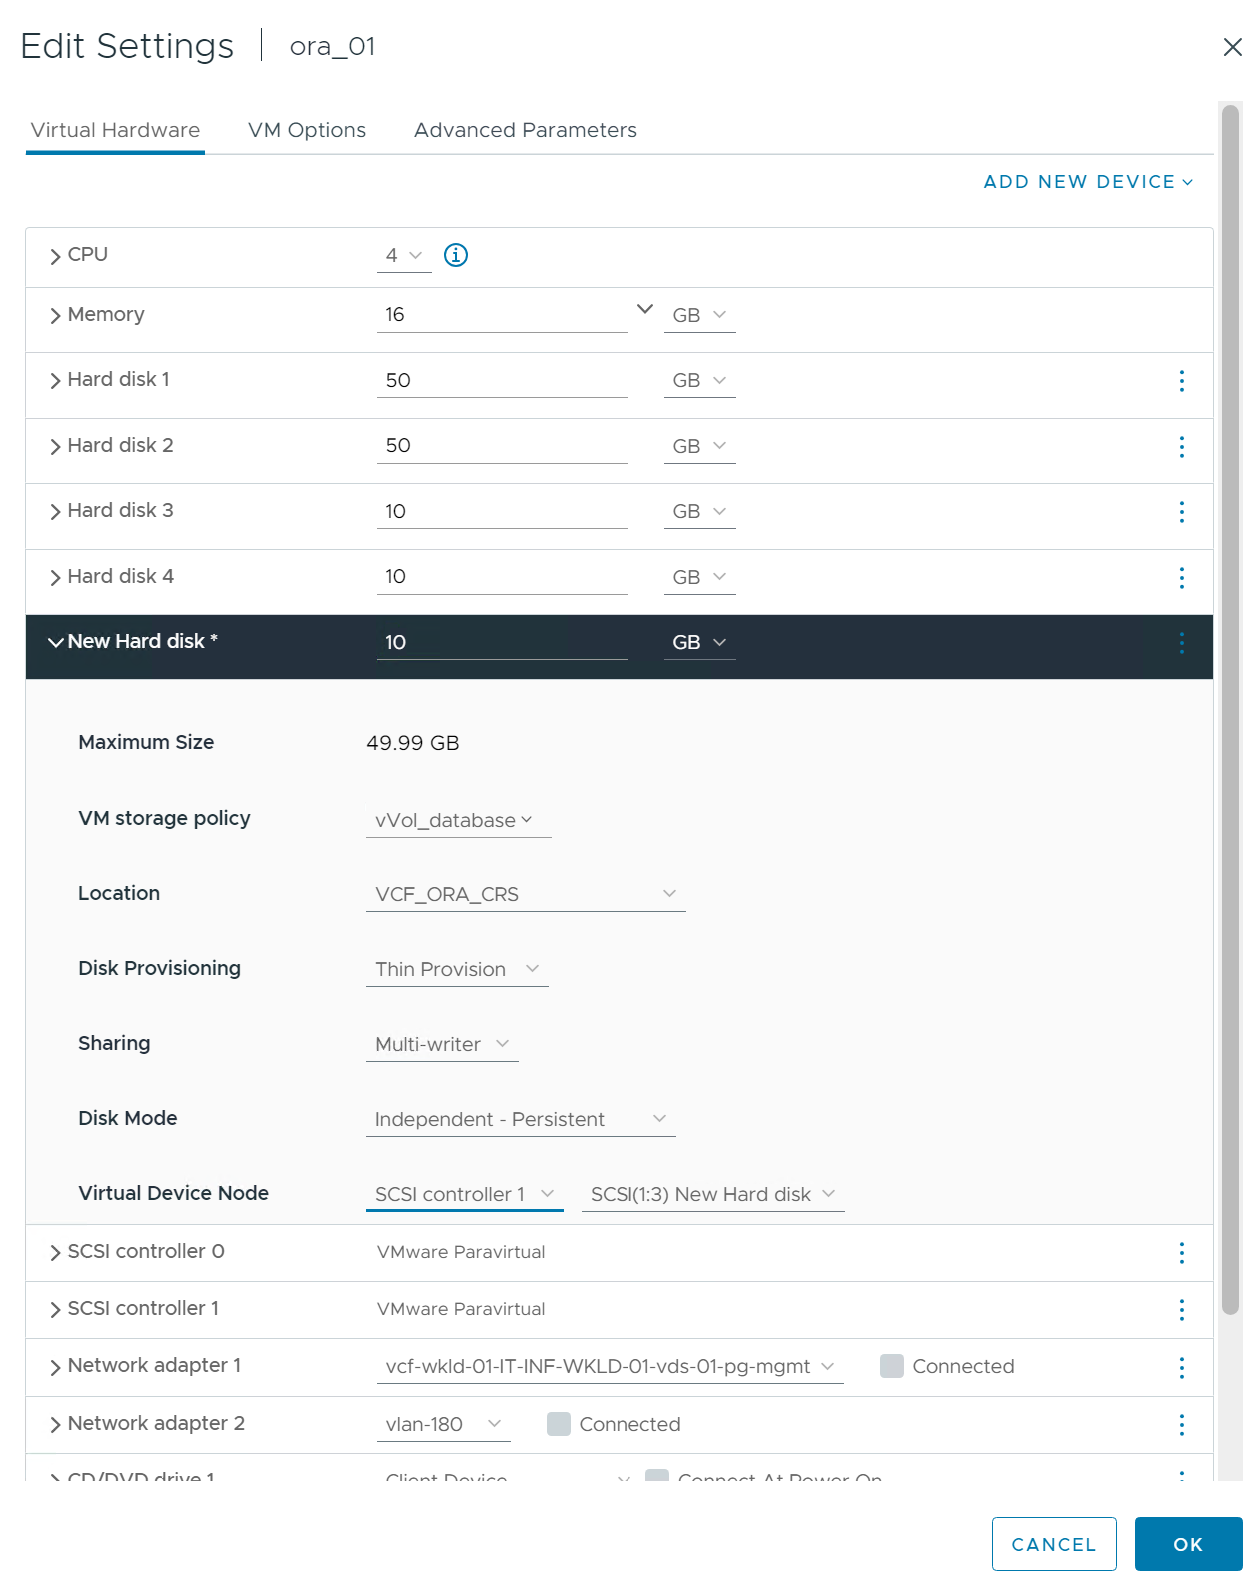 Edit Settings | ora_01
Virtual Hardware VM Options Advanced Parameters
ADD NEW DEVICE
CPU 4
Memory 16 GB
Hard disk 1 50 GB
Hard disk 2 50 GB
Hard disk 3 10 GB
Hard disk 4 10 GB
New Hard disk * 10 GB
Maximum Size 49.99 GB
VM storage policy vVol_database
Location VCF_ORA_CRS
Disk Provisioning Thin Provision
Sharing Multi-writer
Disk Mode Independent - Persistent
Virtual Device Node SCSI controller 1 SCSI(1:3) New Hard disk
SCSI controller 0 VMware Paravirtual
SCSI controller 1 VMware Paravirtual
Network adapter 1 vcf-wkld-01-IT-INF-WKLD-01-vds-01-pg-mgmt Connected
Network adapter 2 vlan-180 Connected
CD/DVD drive 1 Client Device Connect At Power On
CANCEL OK